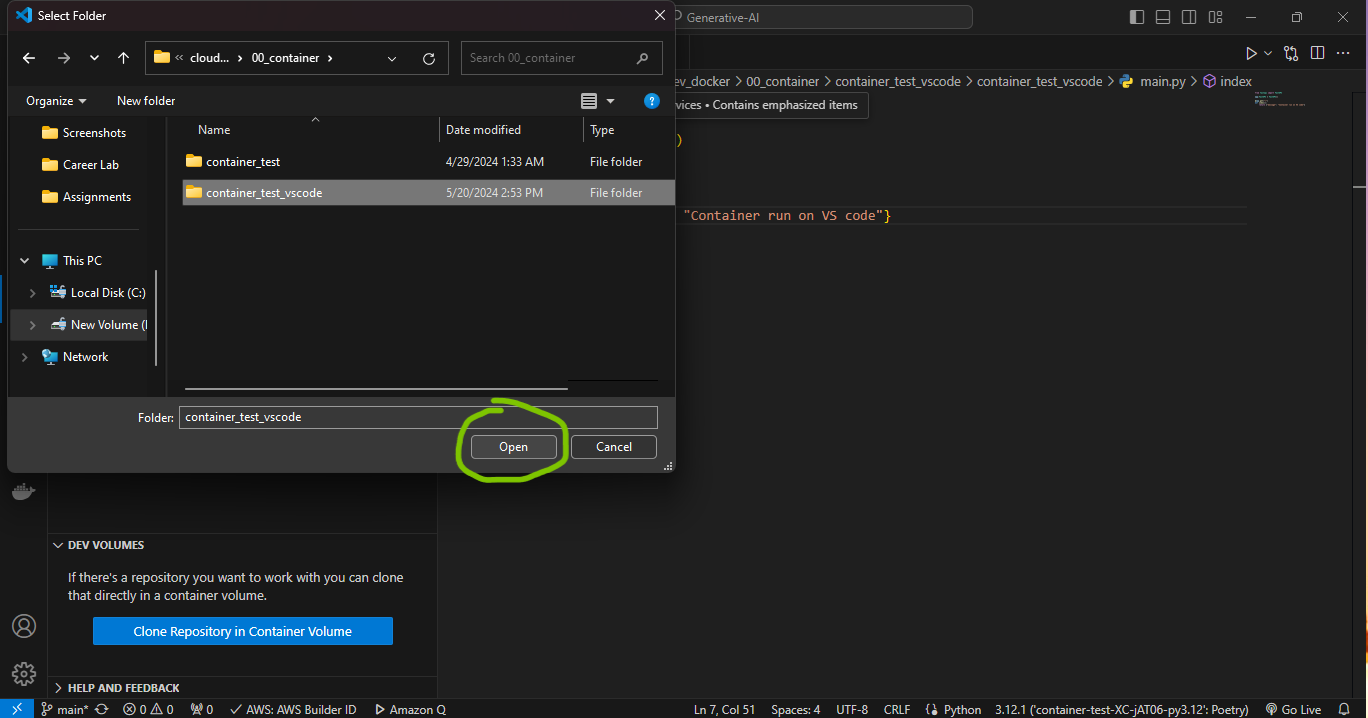 Select Folder
Generative-AI
cloud... 00_container
Search 00_container
Organize New folder
ev_docker > 00_container > container_test_vscode > container_test_vscode > main.py > index
vices • Contains emphasized items
Name Date modified Type
)
Screenshots
container_test 4/29/2024 1:33 AM File folder
Career Lab
container_test_vscode 5/20/2024 2:53 PM File folder
Assignments
"Container run on VS code"}
This PC
Local Disk (C:)
New Volume (
Network
Folder: container_test_vscode
Open Cancel
DEV VOLUMES
If there's a repository you want to work with you can clone
that directly in a container volume.
Clone Repository in Container Volume
HELP AND FEEDBACK
main* 0 0 0 AWS: AWS Builder ID Amazon Q Ln 7, Col 51 Spaces: 4 UTF-8 CRLF Python 3.12.1 ('container-test-XC-jAT06-py3.12': Poetry) Go Live